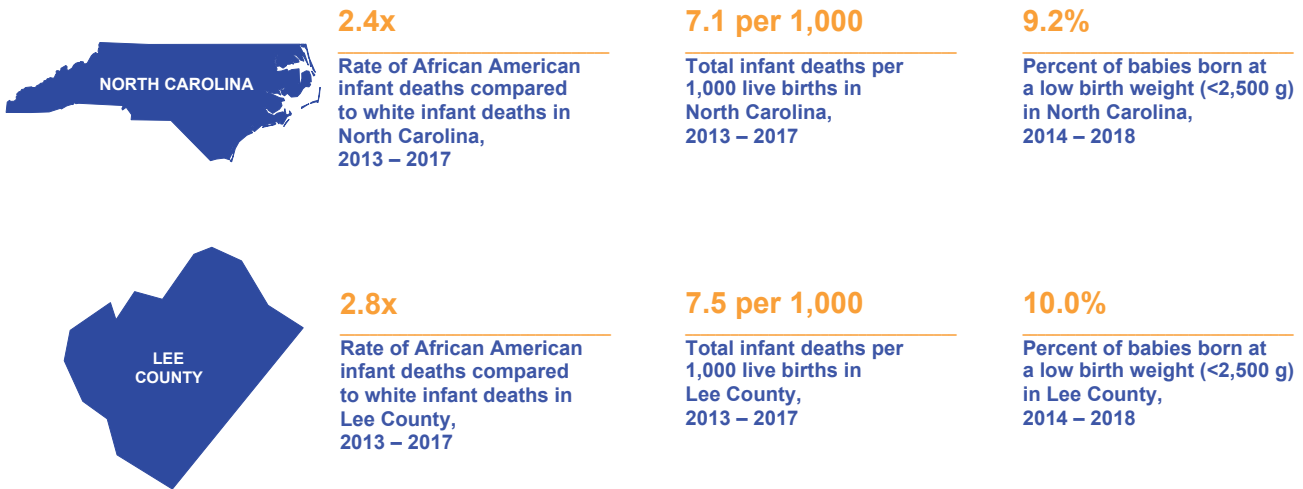 NORTH CAROLINA
2.4x
Rate of African American
infant deaths compared
to white infant deaths in
North Carolina,
2013 – 2017
7.1 per 1,000
Total infant deaths per
1,000 live births in
North Carolina,
2013 – 2017
9.2%
Percent of babies born at
a low birth weight (<2,500 g)
in North Carolina,
2014 – 2018
LEE
COUNTY
2.8x
Rate of African American
infant deaths compared
to white infant deaths in
Lee County,
2013 – 2017
7.5 per 1,000
Total infant deaths per
1,000 live births in
Lee County,
2013 – 2017
10.0%
Percent of babies born at
a low birth weight (<2,500 g)
in Lee County,
2014 – 2018